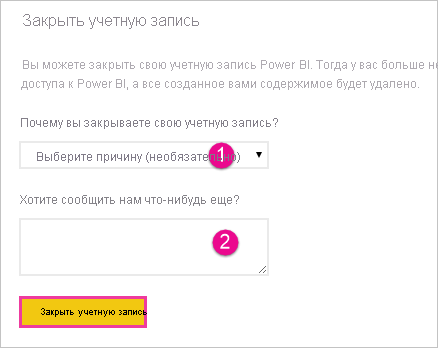 Закрыть учетную запись
Вы можете закрыть свою учетную запись Power BI. Тогда у вас больше не
доступа к Power BI, а все созданное вами содержимое будет удалено.
Почему вы закрываете свою учетную запись?
Выберите причину (необязательно)
1
Хотите сообщить нам что-нибудь еще?
2
Закрыть учетную запись